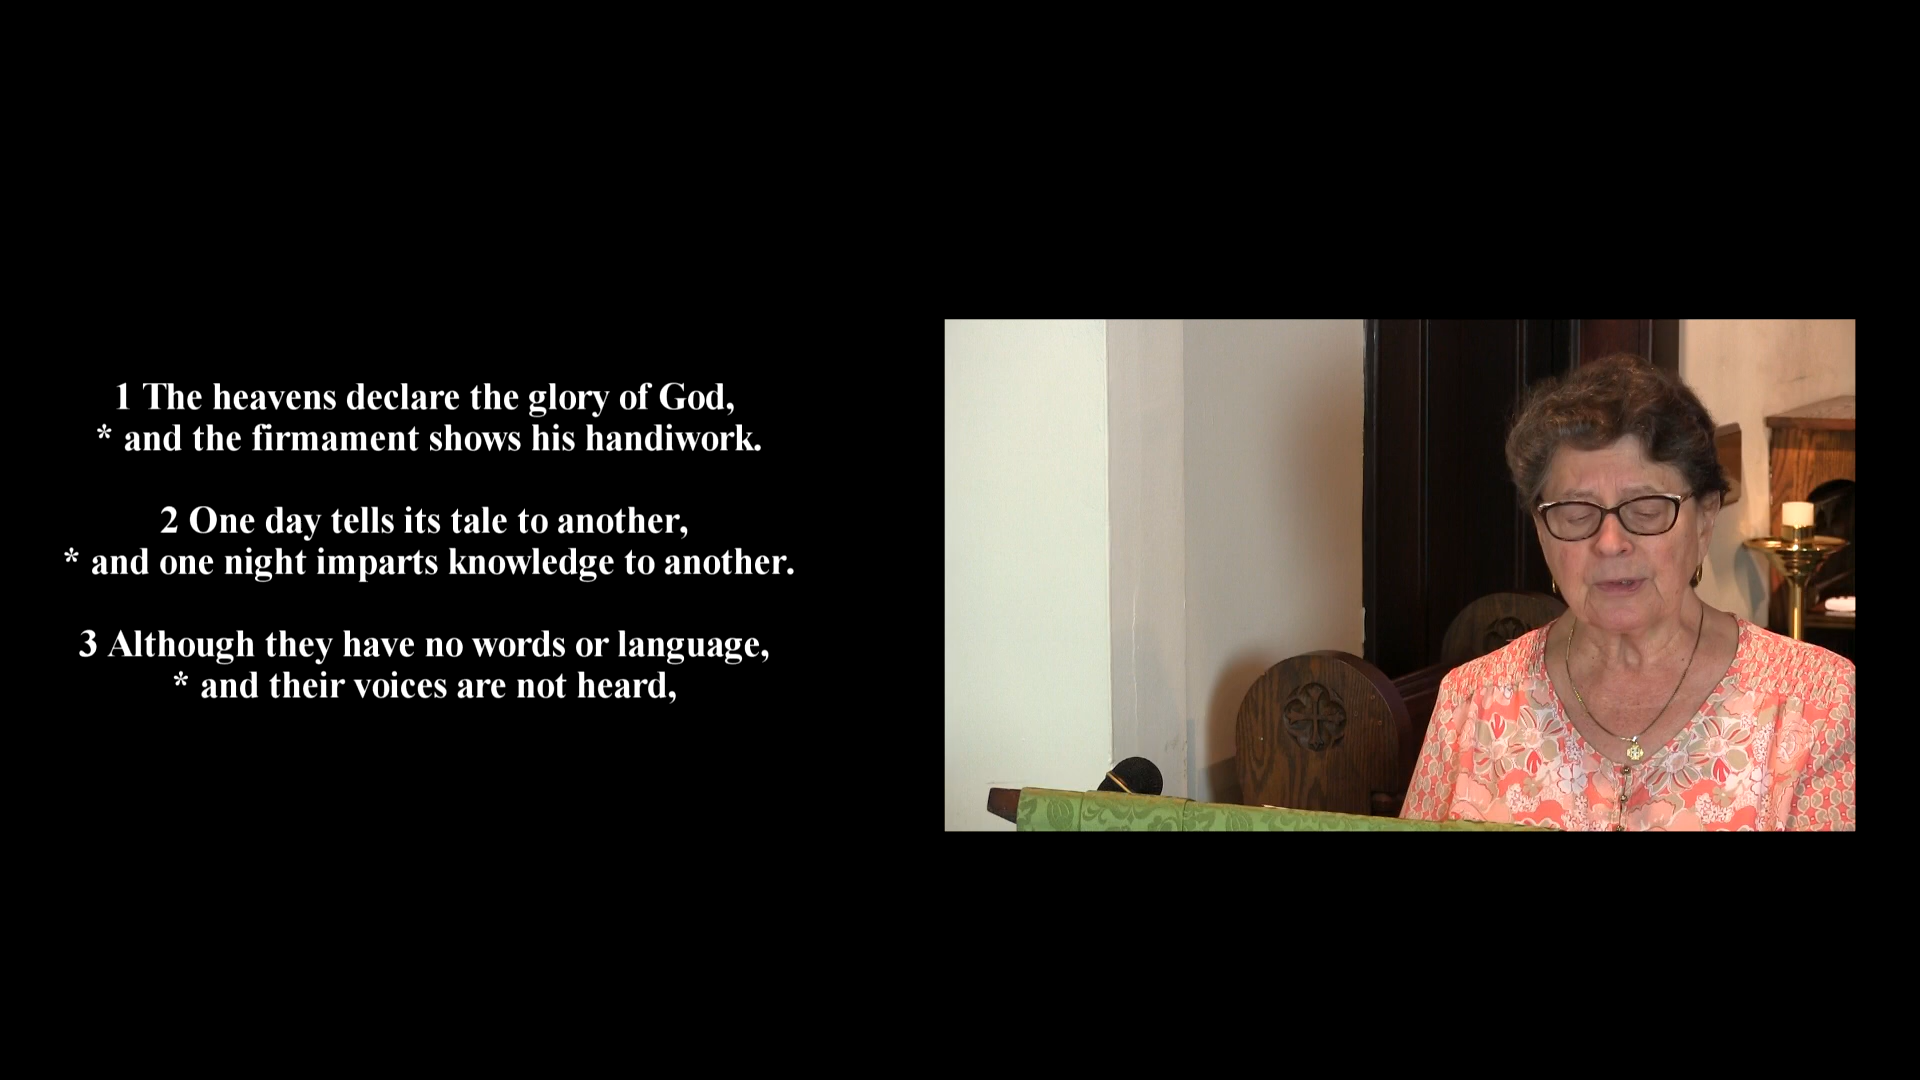 1 The heavens declare the glory of God,
* and the firmament shows his handiwork.
2 One day tells its tale to another,
* and one night imparts knowledge to another.
3 Although they have no words or language,
* and their voices are not heard,